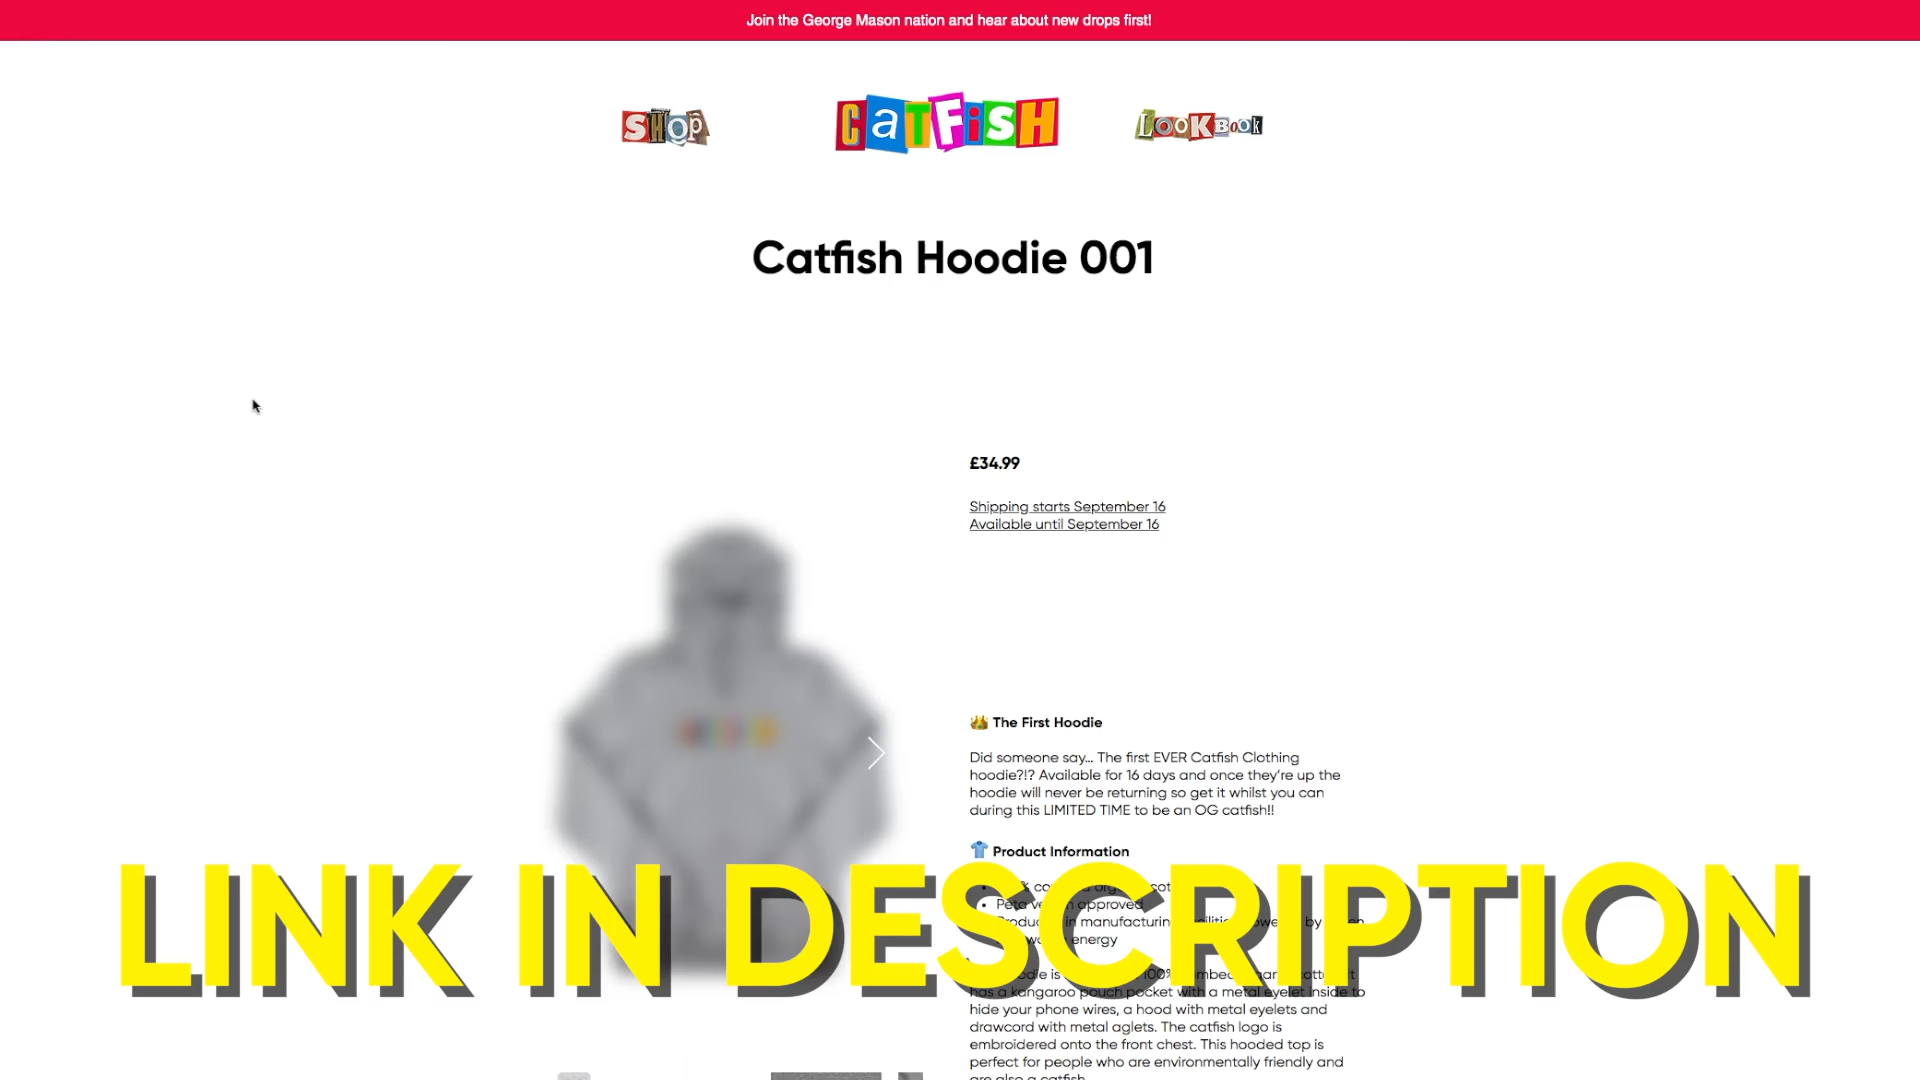 Join the George Mason nation and hear about new drops first!
SHOP
CaTFiSH
LOOKBOOK
Catfish Hoodie 001
£34.99
Shipping starts September 16
Available until September 16
The First Hoodie
Did someone say... The first EVER Catfish Clothing
hoodie?!? Available for 16 days and once they're up the
hoodie will never be returning so get it whilst you can
during this LIMITED TIME to be an OG catfish!!
Product Information
approved
in manufacturing by
energy
LINK IN DESCRIPTION
has a kangaroo pouch pocket with a metal eyelet inside to
hide your phone wires, a hood with metal eyelets and
drawcord with metal aglets. The catfish logo is
embroidered onto the front chest. This hooded top is
perfect for people who are environmentally friendly and
are also a catfish